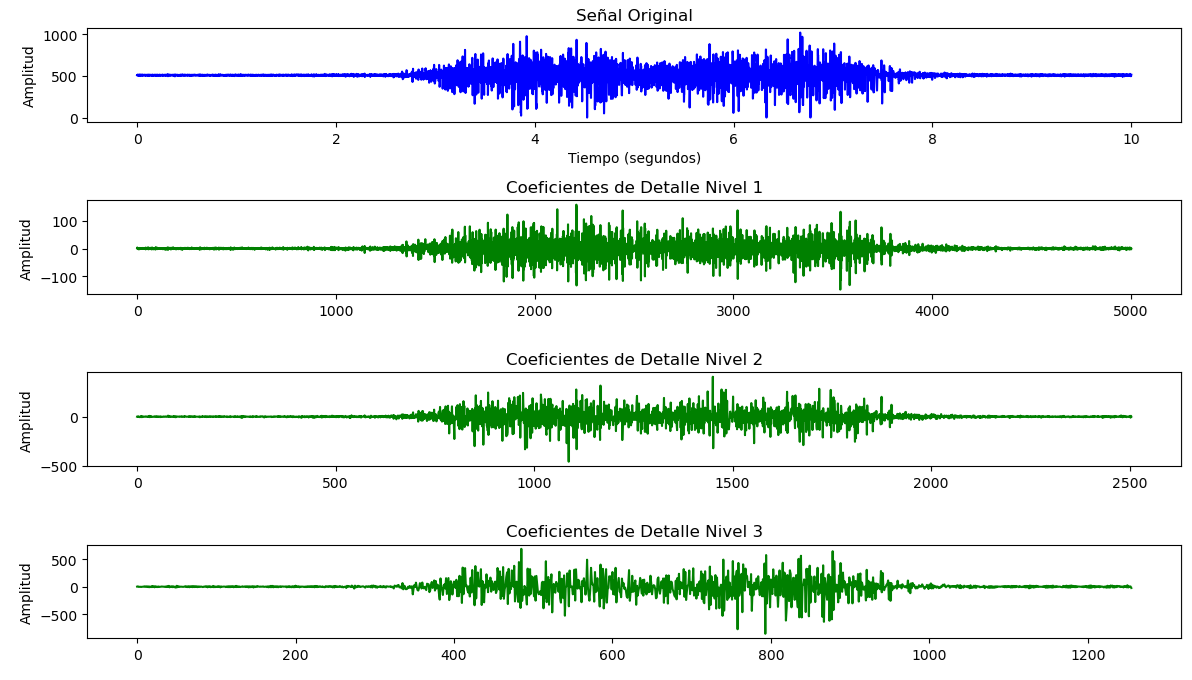 Señal Original
Amplitud
1000
500
0
0 2 4 6 8 10
Tiempo (segundos)
Coeficientes de Detalle Nivel 1
Amplitud
100
0
−100
0 1000 2000 3000 4000 5000
Coeficientes de Detalle Nivel 2
Amplitud
0
−500
0 500 1000 1500 2000 2500
Coeficientes de Detalle Nivel 3
Amplitud
500
0
−500
0 200 400 600 800 1000 1200